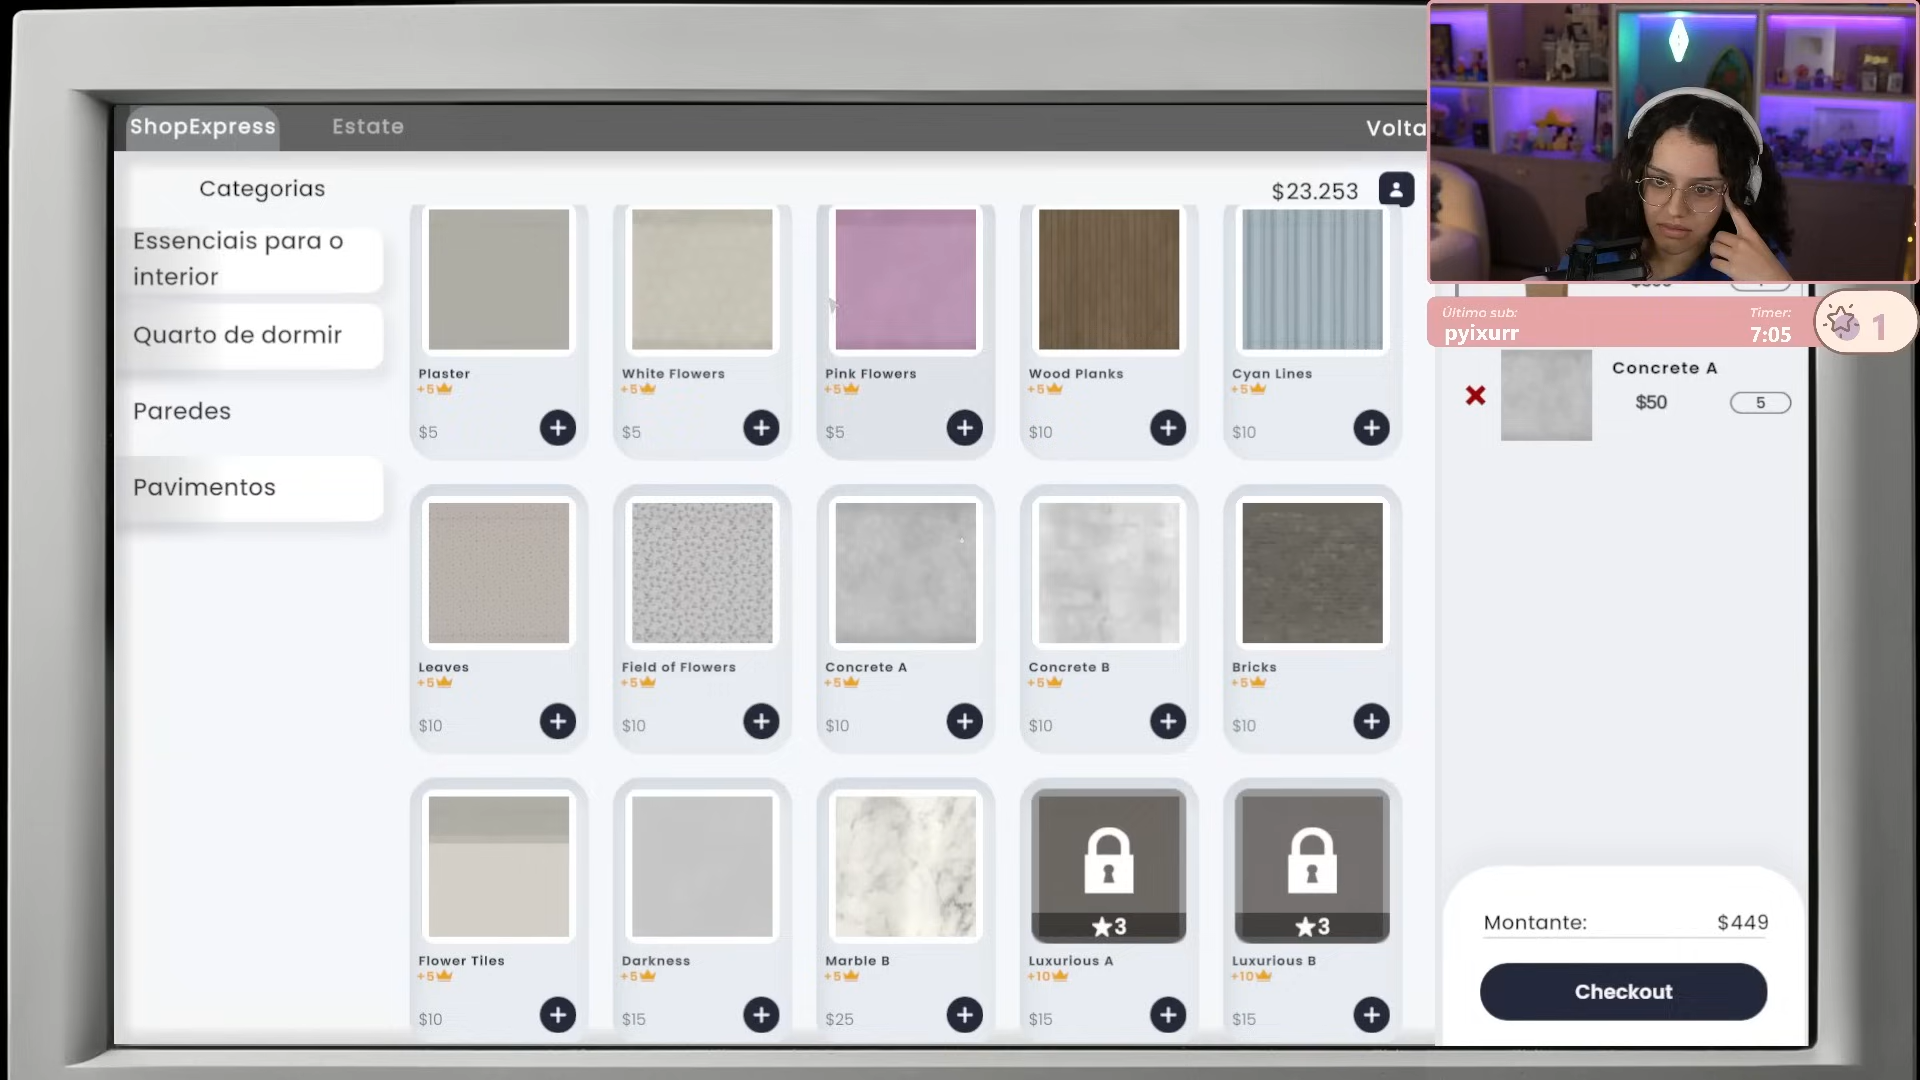 ShopExpress
Estate
Volta
Categorias
$23.253
Essenciais para o
interior
Quarto de dormir
Paredes
Pavimentos
Plaster
+5
$5
White Flowers
+5
$5
Pink Flowers
+5
$5
Wood Planks
+5
$10
Cyan Lines
+5
$10
Leaves
+5
$10
Field of Flowers
+5
$10
Concrete A
+5
$10
Concrete B
+5
$10
Bricks
+5
$10
Flower Tiles
+5
$10
Darkness
+5
$15
Marble B
+5
$25
★3
Luxurious A
+10
$15
★3
Luxurious B
+10
$15
Último sub:
pyixurr
Timer:
7:05
1
Concrete A
$50
5
Montante:
$449
Checkout